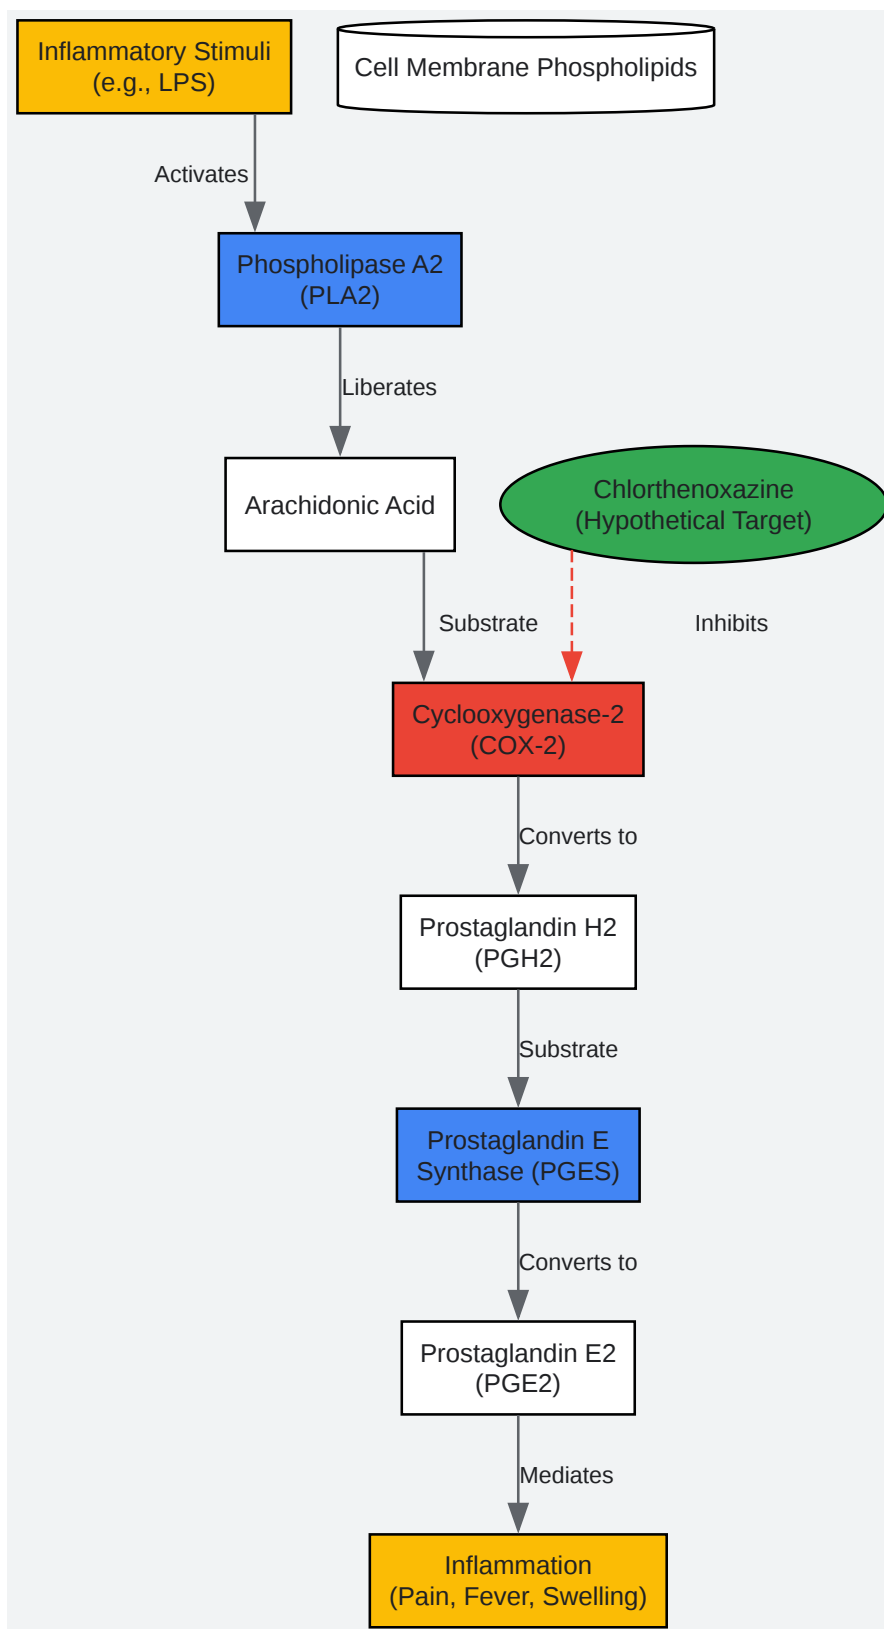 Inflammatory Stimuli
(e.g., LPS)
Cell Membrane Phospholipids
Activates
Phospholipase A2
(PLA2)
Liberates
Arachidonic Acid
Chlorthenoxazine
(Hypothetical Target)
Substrate
Inhibits
Cyclooxygenase-2
(COX-2)
Converts to
Prostaglandin H2
(PGH2)
Substrate
Prostaglandin E
Synthase (PGES)
Converts to
Prostaglandin E2
(PGE2)
Mediates
Inflammation
(Pain, Fever, Swelling)